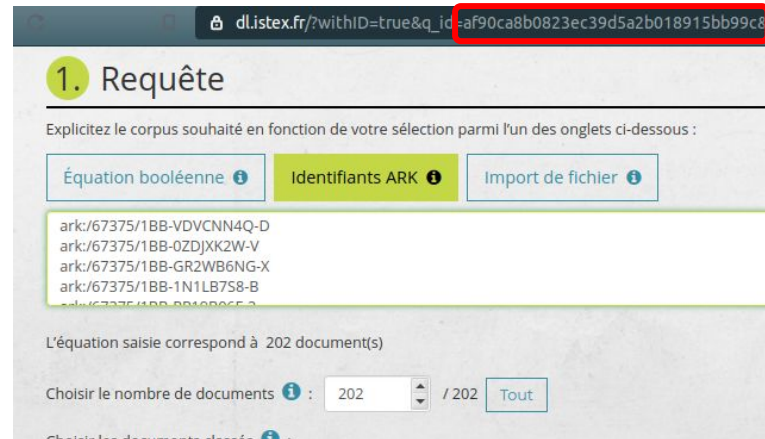 dl.istex.fr/?withID=true&q_id=af90ca8b0823ec39d5a2b018915bb99c&
1. Requête
Explicitez le corpus souhaité en fonction de votre sélection parmi l'un des onglets ci-dessous :
Équation booléenne Identifiants ARK Import de fichier
ark:/67375/1BB-VDVCNN4Q-D
ark:/67375/1BB-0ZDJXK2W-V
ark:/67375/1BB-GR2WB6NG-X
ark:/67375/1BB-1N1LB7S8-B
L'équation saisie correspond à 202 document(s)
Choisir le nombre de documents : 202 / 202 Tout